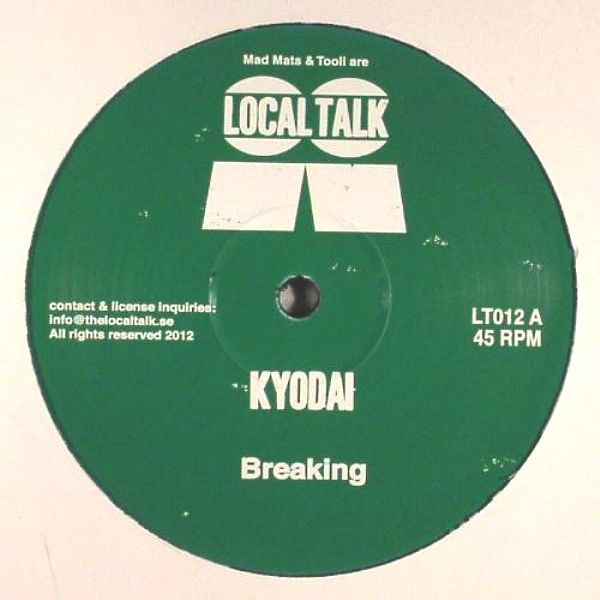 Mad Mats & Tooli are
LOCAL TALK
contact & license inquiries:
info@thelocaltalk.se
All rights reserved 2012
LT012 A
45 RPM
KYODAI
Breaking